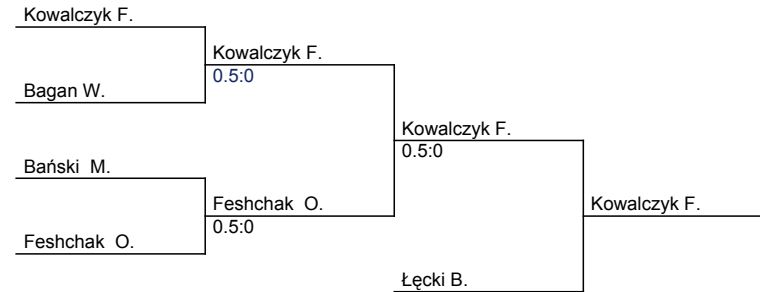 Kowalczyk F.
Kowalczyk F.
0.5:0
Bagan W.
Kowalczyk F.
0.5:0
Bański M.
Feshchak O.
0.5:0
Kowalczyk F.
Feshchak O.
Łęcki B.